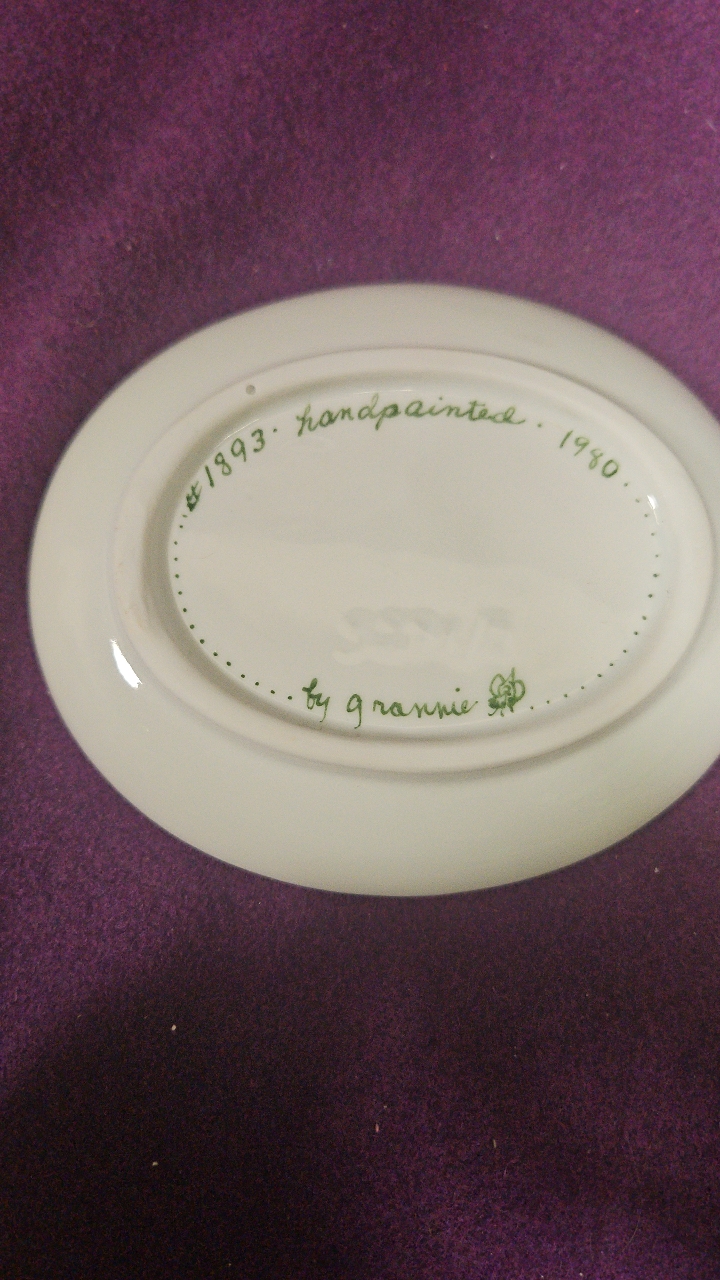 #1893· handpainted · 1980
by grannie